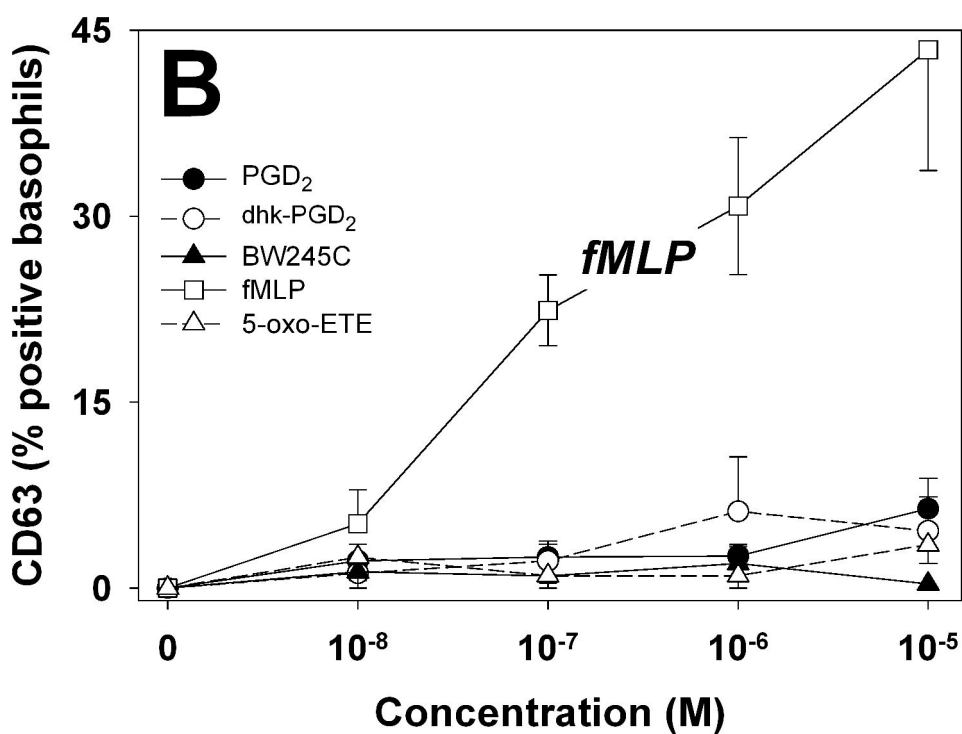 B
CD63 (% positive basophils)
45
30
15
0
PGD₂
dhk-PGD₂
BW245C
fMLP
5-oxo-ETE
fMLP
0 10⁻⁸ 10⁻⁷ 10⁻⁶ 10⁻⁵
Concentration (M)